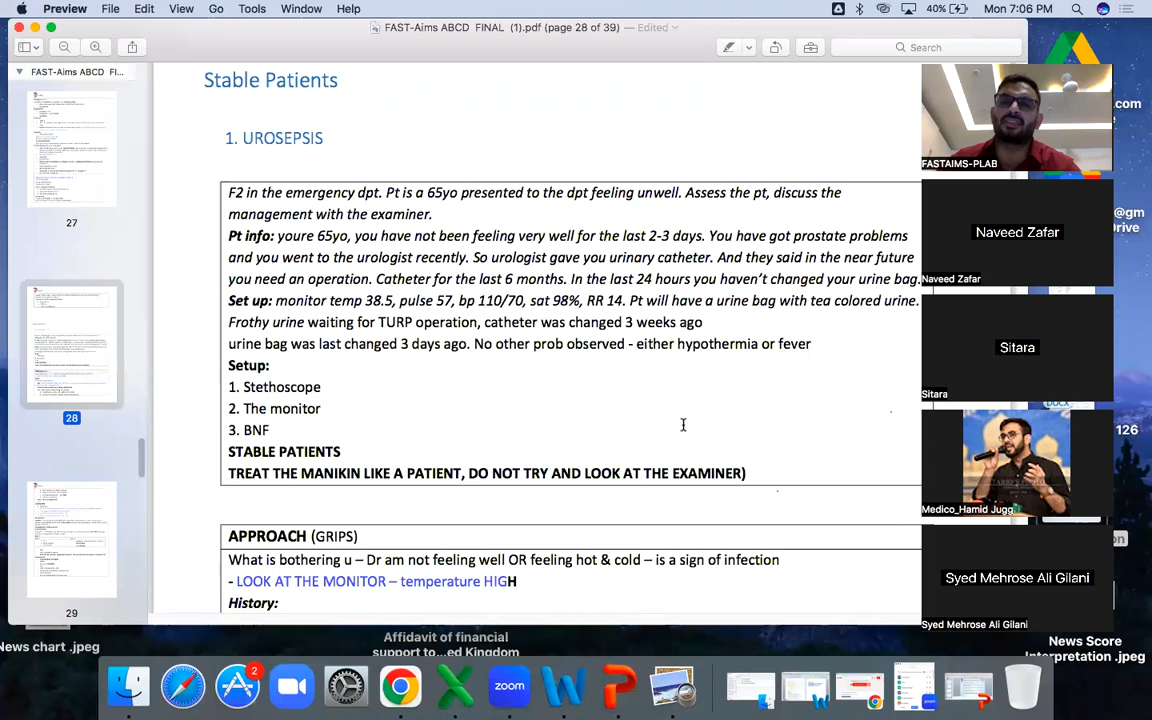 Preview File Edit View Go Tools Window Help 40% Mon 7:06 PM
FAST-Aims ABCD FINAL (1).pdf (page 28 of 39) — Edited
Search
FAST-Aims ABCD FI...
27
28
29
Stable Patients
1. UROSEPSIS
F2 in the emergency dpt. Pt is a 65yo presented to the dpt feeling unwell. Assess the pt, discuss the
management with the examiner.
Pt info: youre 65yo, you have not been feeling very well for the last 2-3 days. You have got prostate problems
and you went to the urologist recently. So urologist gave you urinary catheter. And they said in the near future
you need an operation. Catheter for the last 6 months. In the last 24 hours you haven't changed your urine bag.
Set up: monitor temp 38.5, pulse 57, bp 110/70, sat 98%, RR 14. Pt will have a urine bag with tea colored urine.
Frothy urine waiting for TURP operation, catheter was changed 3 weeks ago
urine bag was last changed 3 days ago. No other prob observed - either hypothermia or fever
Setup:
1. Stethoscope
2. The monitor
3. BNF
STABLE PATIENTS
TREAT THE MANIKIN LIKE A PATIENT, DO NOT TRY AND LOOK AT THE EXAMINER)
APPROACH (GRIPS)
What is bothering u – Dr am not feeling well OR feeling hot & cold – is a sign of infection
- LOOK AT THE MONITOR – temperature HIGH
History:
FASTAIMS-PLAB
Naveed Zafar
Naveed Zafar
Sitara
Sitara
Medico_Hamid Jugg
Syed Mehrose Ali Gilani
Syed Mehrose Ali Gilani
.com
@gm
Drive
126
on
News chart .jpeg
Affidavit of financial
support to...ed Kingdom
News Score
Interpretation .jpeg
2
zoom